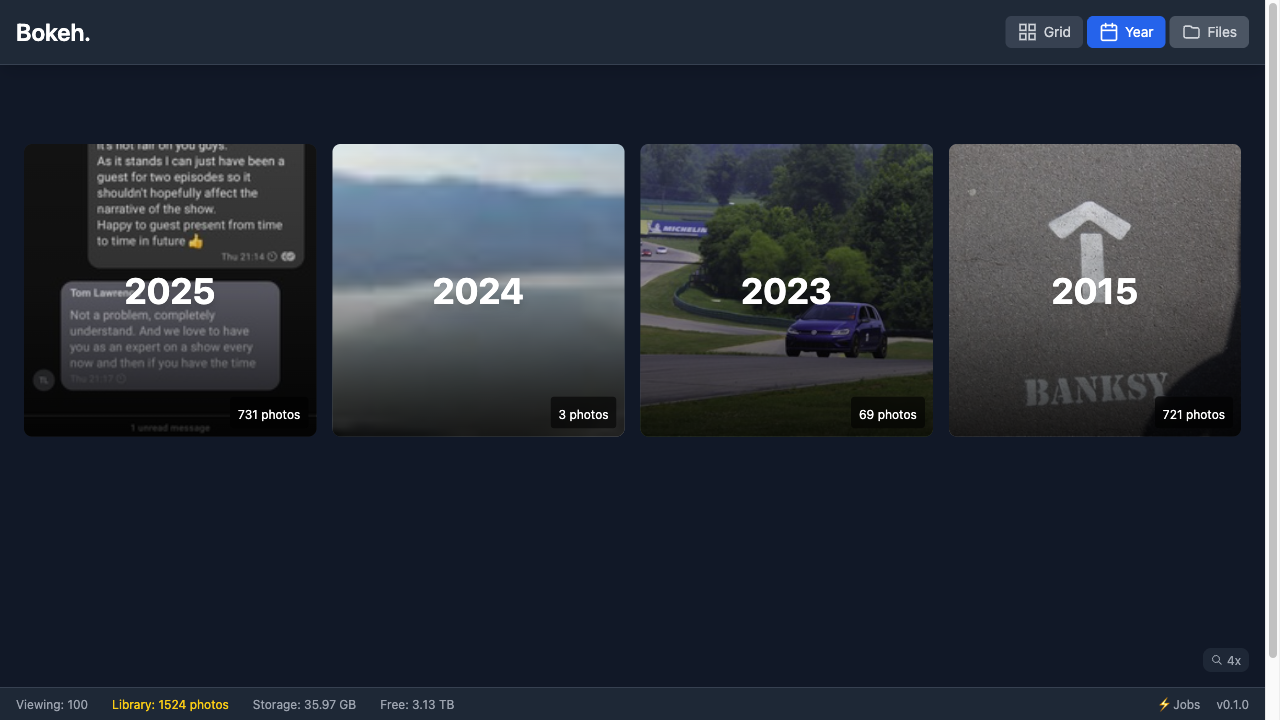 Bokeh.
Grid
Year
Files
it's not fair on you guys.
As it stands I can just have been a
guest for two episodes so it
shouldn't hopefully affect the
narrative of the show.
Happy to guest present from time
to time in future 👍
Thu 21:14
Tom Lawren
2025
Not a problem, completely
understand. And we love to have
you as an expert on a show every
now and then if you have the time
TL
Thu 21:17
731 photos
1 unread message
2024
3 photos
MICHELIN
2023
69 photos
2015
BANKSY
721 photos
4x
Viewing: 100
Library: 1524 photos
Storage: 35.97 GB
Free: 3.13 TB
⚡ Jobs
v0.1.0